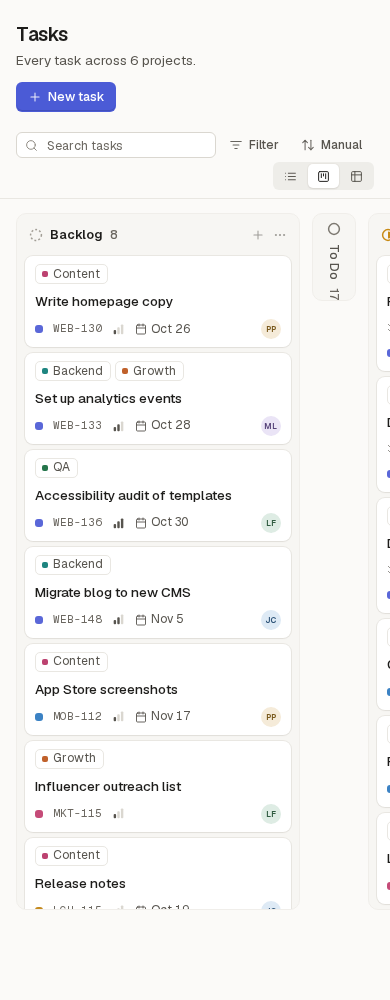 Tasks
Every task across 6 projects.
New task
Search tasks
Filter
Manual
Backlog 8
Content
Write homepage copy
WEB-130 Oct 26 PP
Backend Growth
Set up analytics events
WEB-133 Oct 28 ML
QA
Accessibility audit of templates
WEB-136 Oct 30 LF
Backend
Migrate blog to new CMS
WEB-148 Nov 5 JC
Content
App Store screenshots
MOB-112 Nov 17 PP
Growth
Influencer outreach list
MKT-115 LF
Content
Release notes
To Do 17